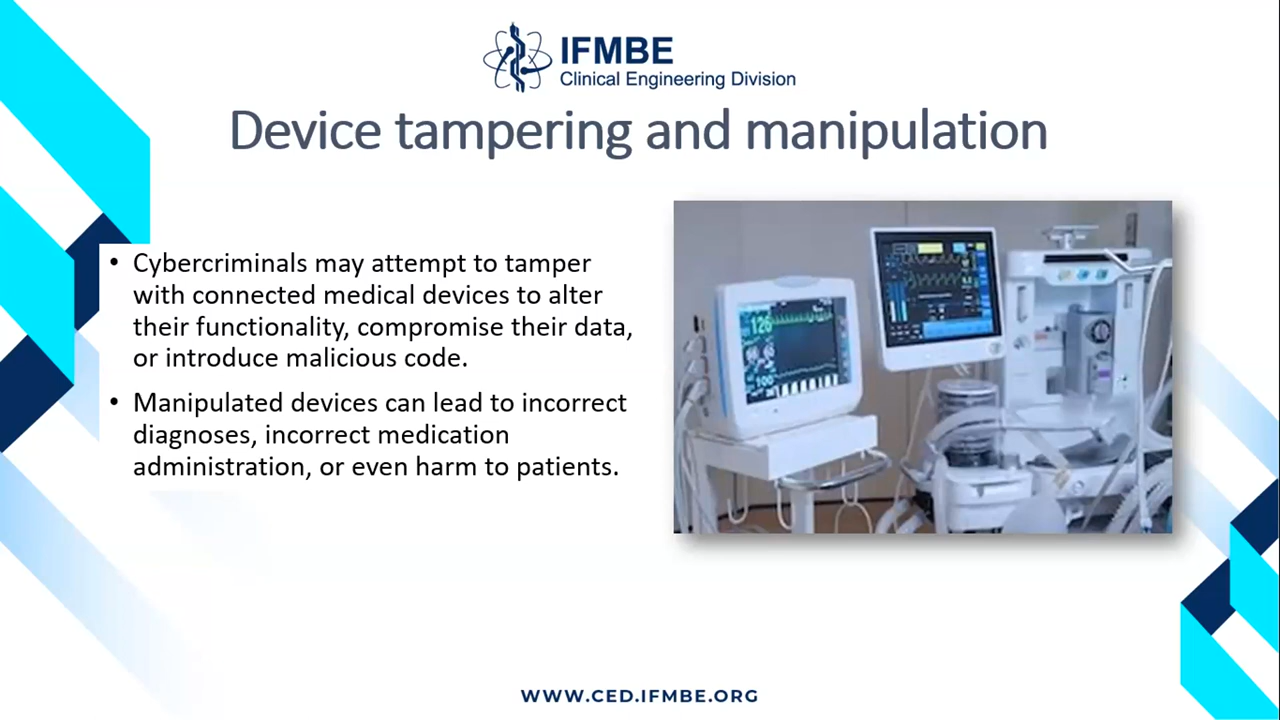 IFMBE
Clinical Engineering Division
Device tampering and manipulation
• Cybercriminals may attempt to tamper
with connected medical devices to alter
their functionality, compromise their data,
or introduce malicious code.
• Manipulated devices can lead to incorrect
diagnoses, incorrect medication
administration, or even harm to patients.
126
100
WWW.CED.IFMBE.ORG